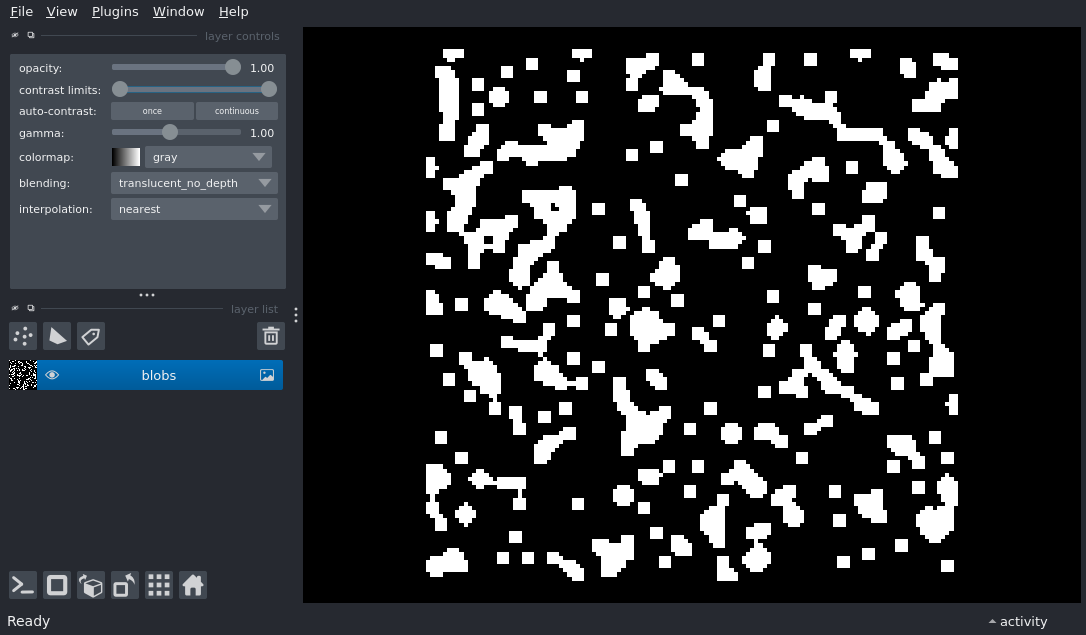 File View Plugins Window Help
layer controls
opacity: 1.00
contrast limits:
auto-contrast: once continuous
gamma: 1.00
colormap: gray
blending: translucent_no_depth
interpolation: nearest
layer list
blobs
Ready
activity